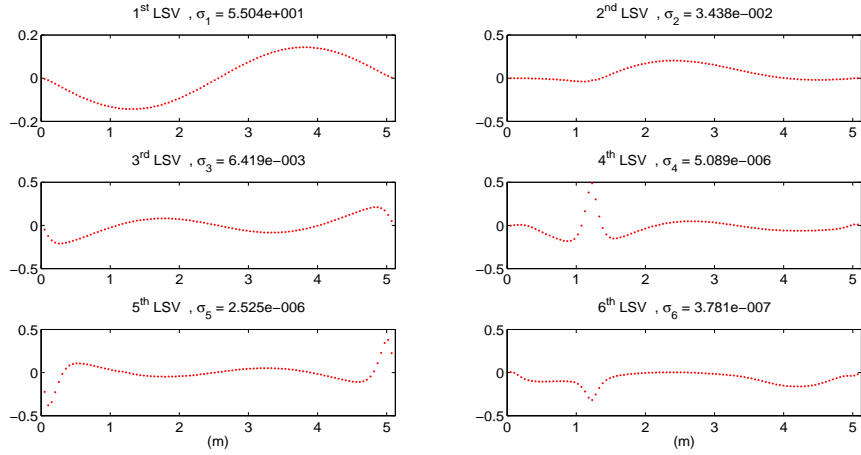 1st LSV , σ1 = 5.504e+001
0.2
0
−0.2
0 1 2 3 4 5
2nd LSV , σ2 = 3.438e−002
0.5
0
−0.5
0 1 2 3 4 5
3rd LSV , σ3 = 6.419e−003
0.5
0
−0.5
0 1 2 3 4 5
4th LSV , σ4 = 5.089e−006
0.5
0
−0.5
0 1 2 3 4 5
5th LSV , σ5 = 2.525e−006
0.5
0
−0.5
0 1 2 3 4 5
(m)
6th LSV , σ6 = 3.781e−007
0.5
0
−0.5
0 1 2 3 4 5
(m)